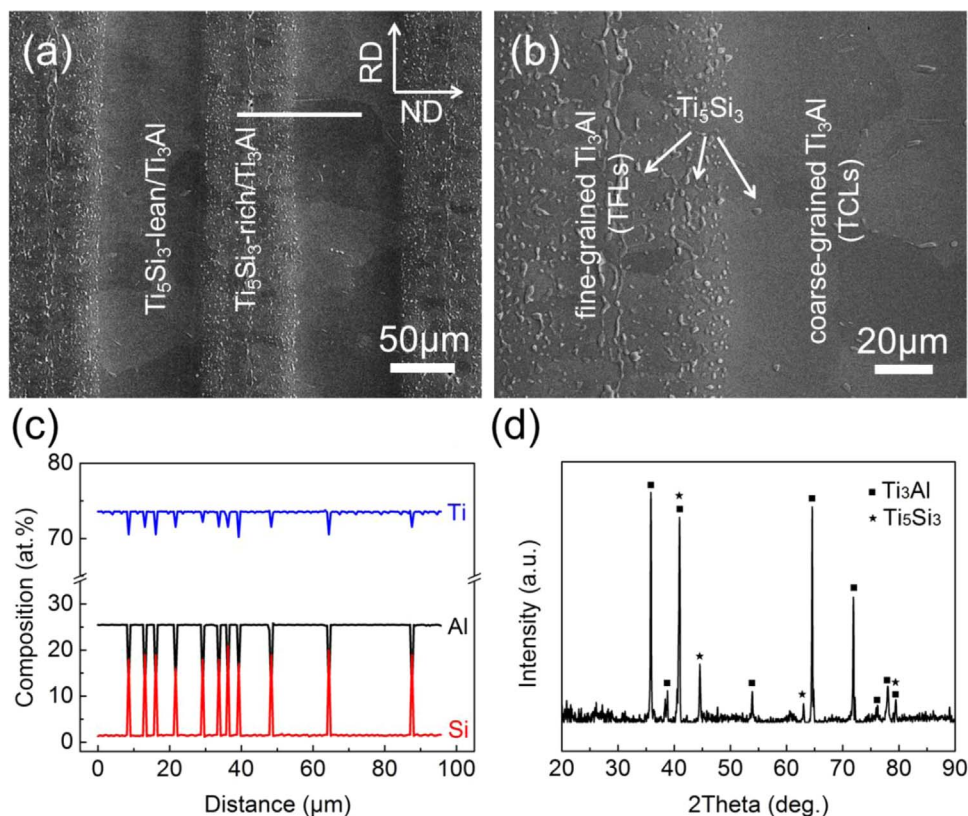 (a)
RD
ND
Ti₅Si₃-lean/Ti₃Al
Ti₅Si₃-rich/Ti₃Al
50μm
(b)
fine-grained Ti₃Al
(TFLs)
Ti₅Si₃
coarse-grained Ti₃Al
(TCLs)
20μm
(c)
Composition (at.%)
80
70
30
25
20
10
0
Ti
Al
Si
0 20 40 60 80 100
Distance (μm)
(d)
Intensity (a.u.)
■ Ti₃Al
★ Ti₅Si₃
20 30 40 50 60 70 80 90
2Theta (deg.)